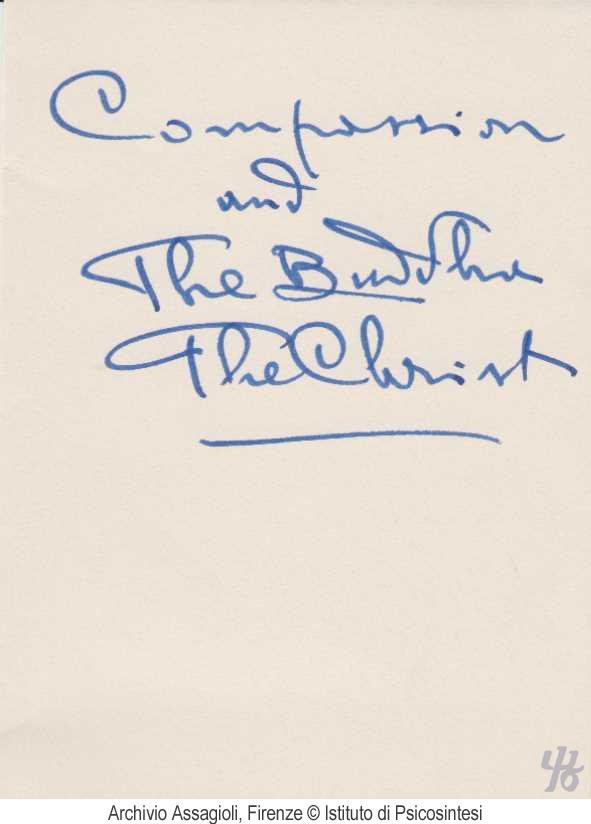 Compassion
and
The Buddha
The Christ
Archivio Assagioli, Firenze © Istituto di Psicosintesi